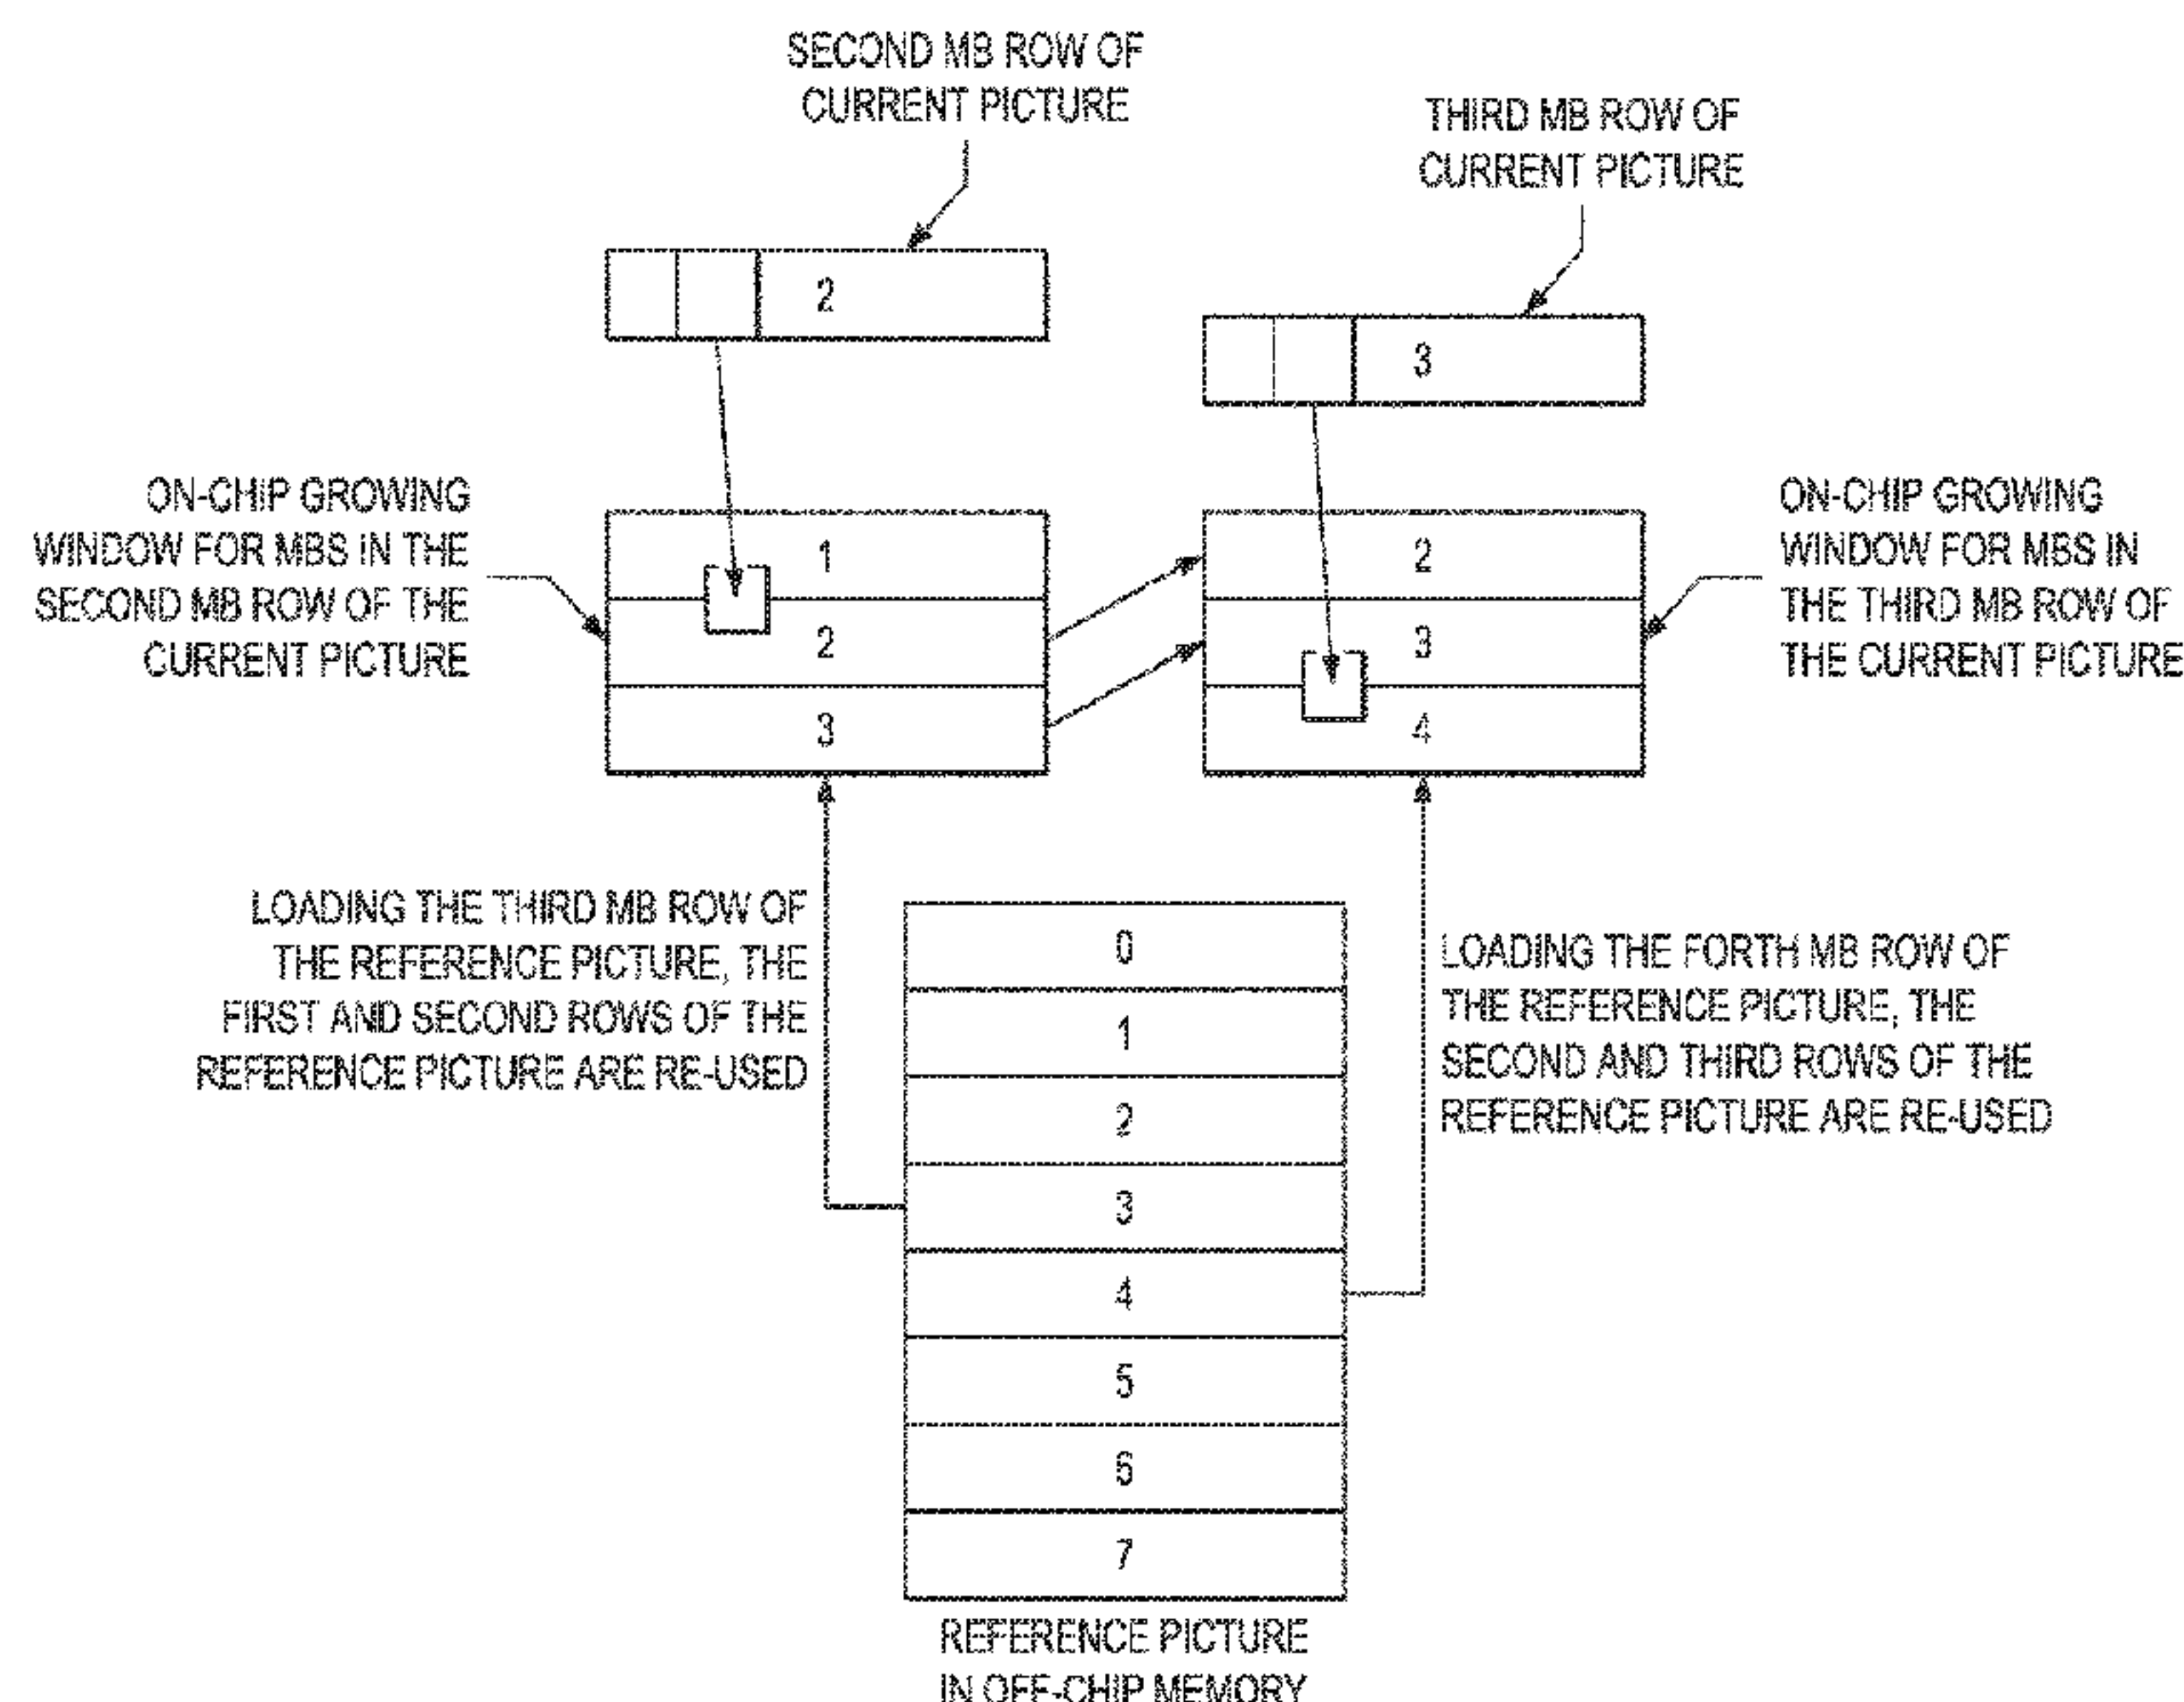 SECOND MB ROW OF
CURRENT PICTURE
THIRD MB ROW OF
CURRENT PICTURE
2
3
ON-CHIP GROWING
WINDOW FOR MBS IN THE
SECOND MB ROW OF THE
CURRENT PICTURE
1
2
3
2
3
4
ON-CHIP GROWING
WINDOW FOR MBS IN
THE THIRD MB ROW OF
THE CURRENT PICTURE
LOADING THE THIRD MB ROW OF
THE REFERENCE PICTURE, THE
FIRST AND SECOND ROWS OF THE
REFERENCE PICTURE ARE RE-USED
0
1
2
3
4
5
6
7
LOADING THE FORTH MB ROW OF
THE REFERENCE PICTURE, THE
SECOND AND THIRD ROWS OF THE
REFERENCE PICTURE ARE RE-USED
REFERENCE PICTURE
IN OFF-CHIP MEMORY